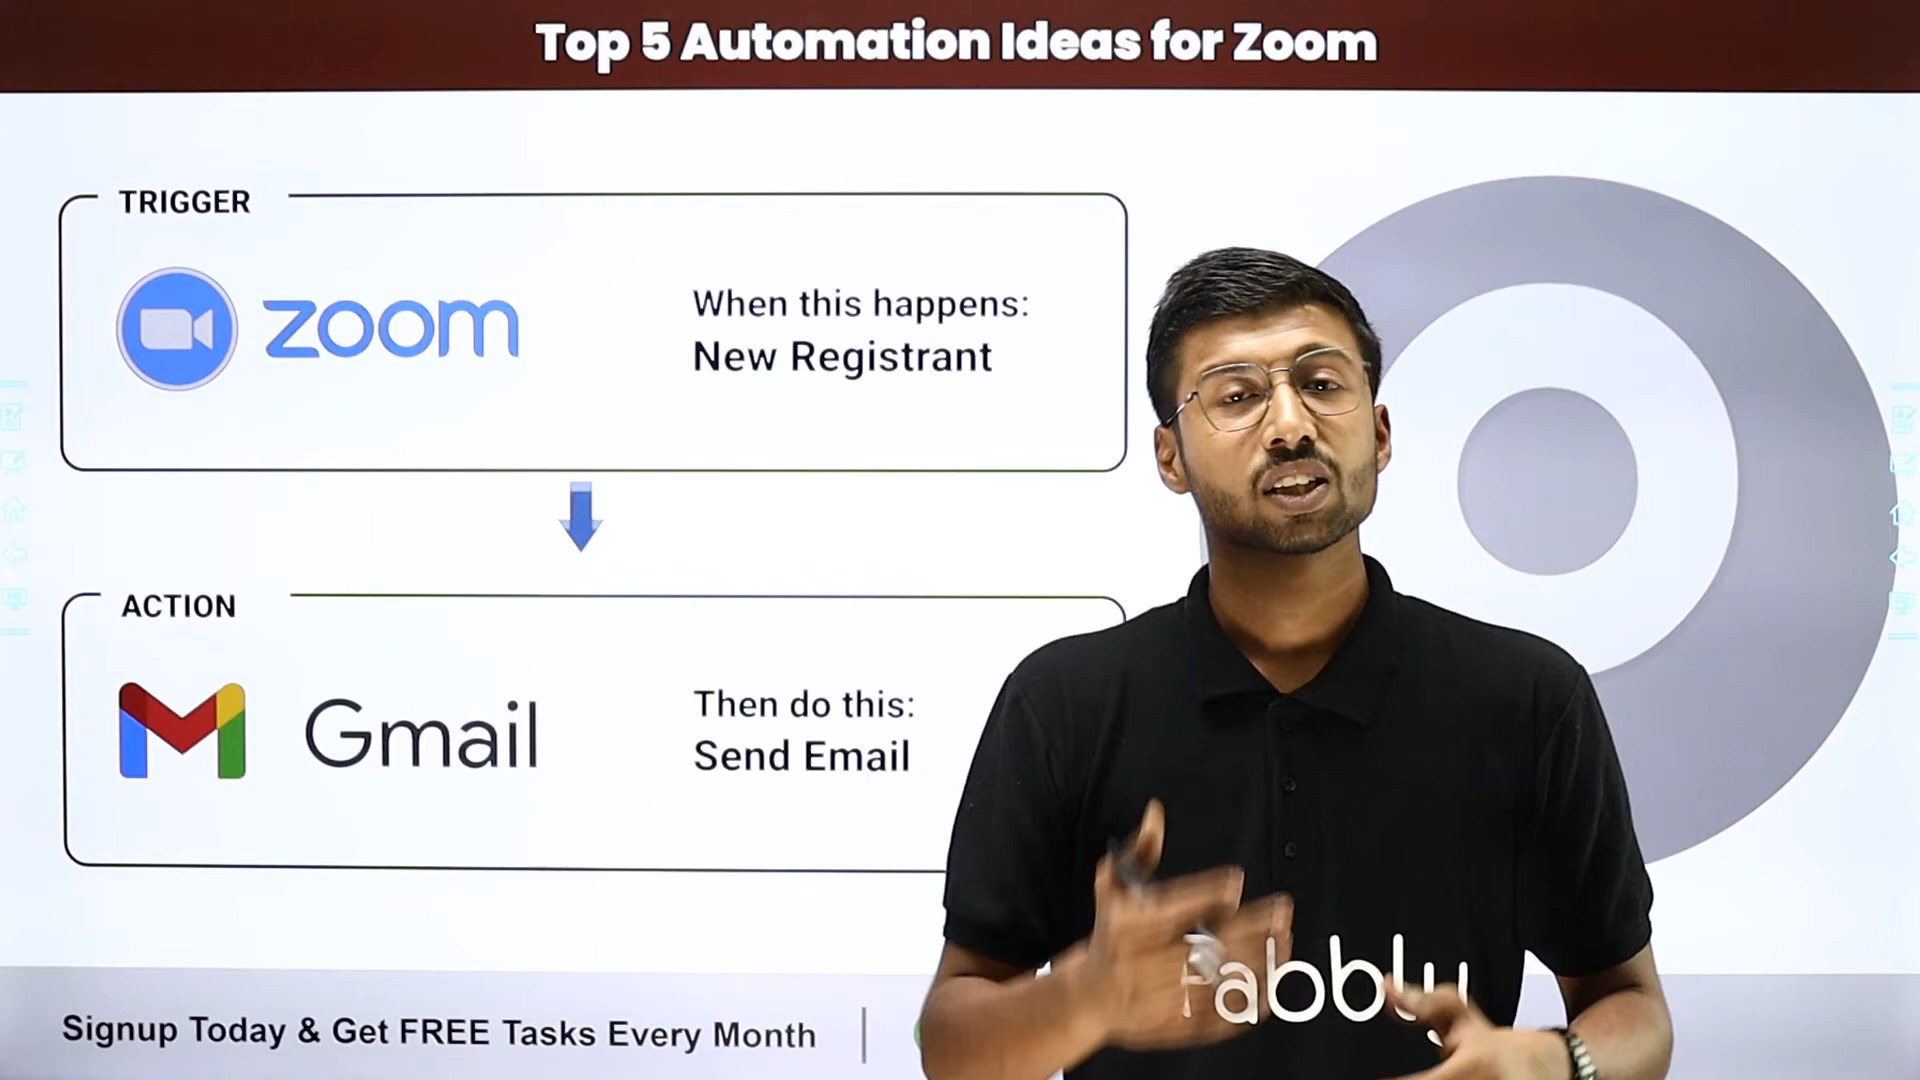 Top 5 Automation Ideas for Zoom
TRIGGER
zoom
When this happens:
New Registrant
ACTION
Gmail
Then do this:
Send Email
Pabbly
Signup Today & Get FREE Tasks Every Month